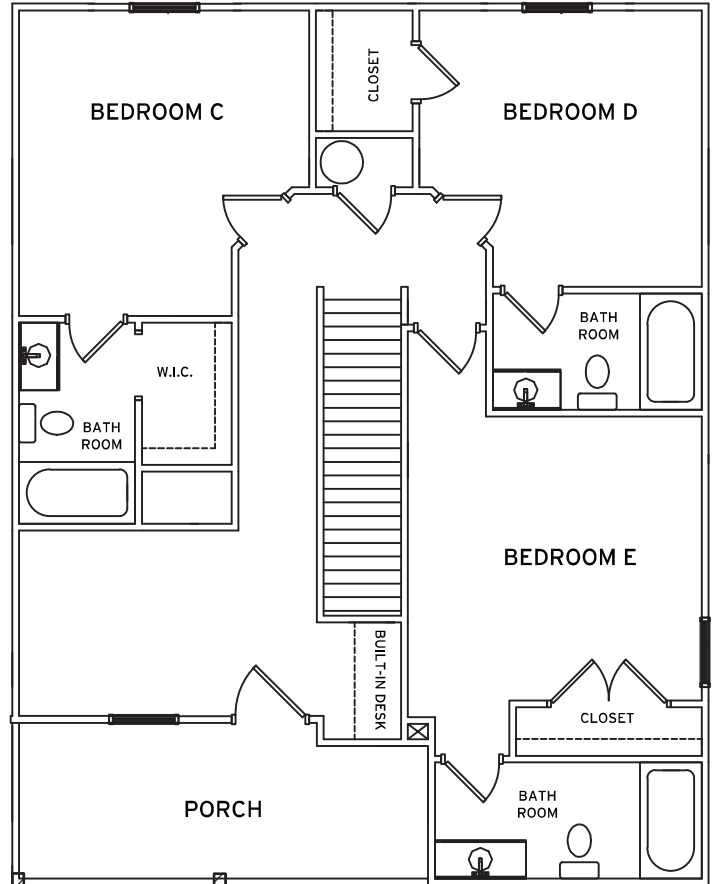 CLOSET
BEDROOM C
BEDROOM D
BATH
ROOM
W.I.C.
BATH
ROOM
BEDROOM E
BUILT-IN DESK
CLOSET
PORCH
BATH
ROOM